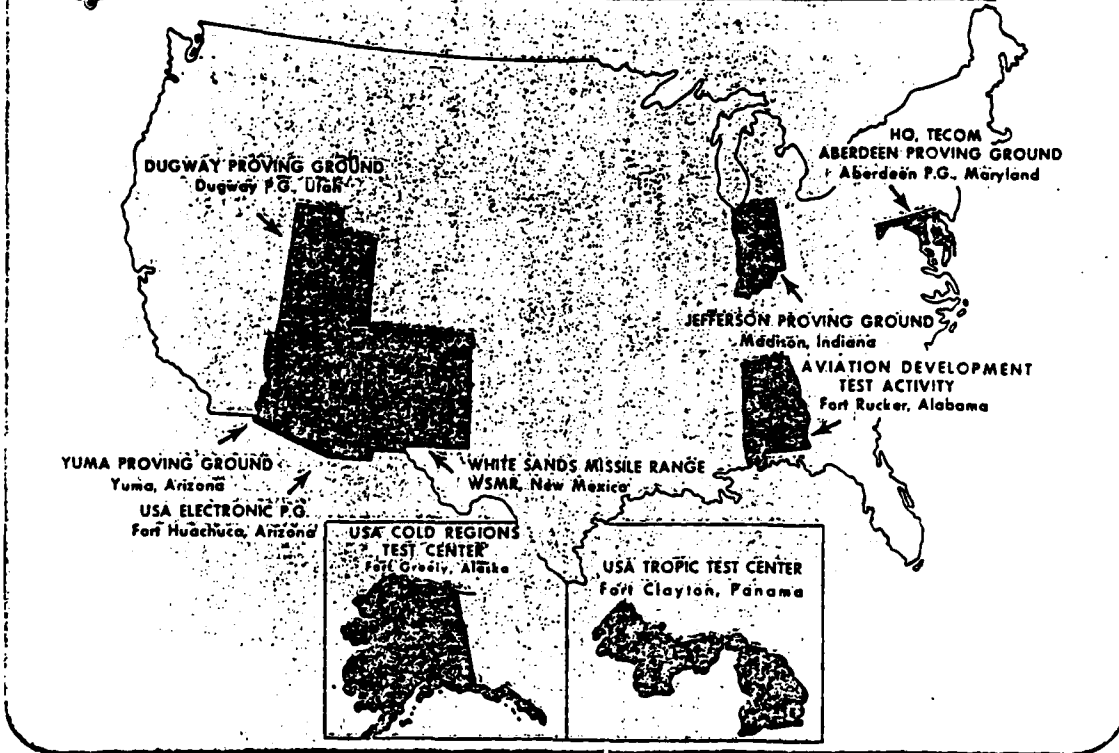 DUGWAY PROVING GROUND
Dugway P.G., Utah
HQ, TECOM
ABERDEEN PROVING GROUND
Aberdeen P.G., Maryland
JEFFERSON PROVING GROUND
Madison, Indiana
AVIATION DEVELOPMENT
TEST ACTIVITY
Fort Rucker, Alabama
YUMA PROVING GROUND
Yuma, Arizona
USA ELECTRONIC P.G.
Fort Huachuca, Arizona
WHITE SANDS MISSILE RANGE
WSMR, New Mexico
USA COLD REGIONS
TEST CENTER
Fort Greely, Alaska
USA TROPIC TEST CENTER
Fort Clayton, Panama